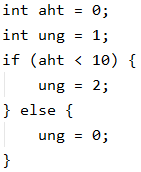 int aht = 0;
int ung = 1;
if (aht < 10) {
    ung = 2;
} else {
    ung = 0;
}